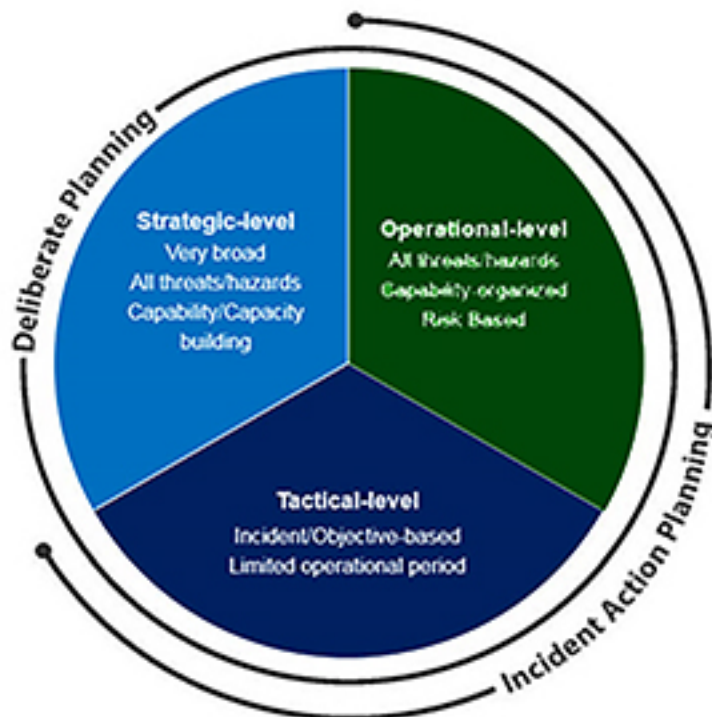 Deliberate Planning
Strategic-level
Very broad
All threats/hazards
Capability/Capacity
building
Operational-level
All threats/hazards
Capability-organized
Risk Based
Tactical-level
Incident/Objective-based
Limited operational period
Incident Action Planning